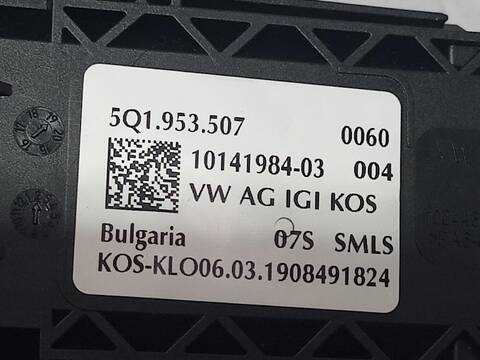 5Q1.953.507 0060
10141984-03 004
VW AG IGI KOS
Bulgaria 07S SMLS
KOS-KLO06.03.1908491824